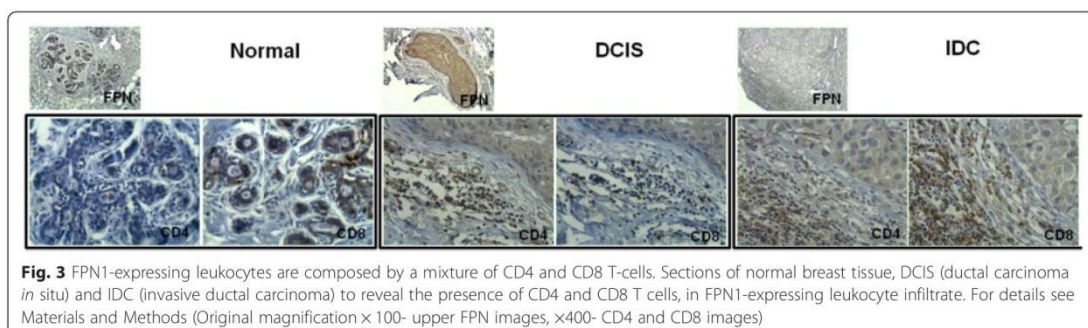 Normal
DCIS
IDC
FPN
FPN
FPN
CD4
CD8
CD4
CD8
CD4
CD8
Fig. 3 FPN1-expressing leukocytes are composed by a mixture of CD4 and CD8 T-cells. Sections of normal breast tissue, DCIS (ductal carcinoma
in situ) and IDC (invasive ductal carcinoma) to reveal the presence of CD4 and CD8 T cells, in FPN1-expressing leukocyte infiltrate. For details see
Materials and Methods (Original magnification × 100- upper FPN images, ×400- CD4 and CD8 images)